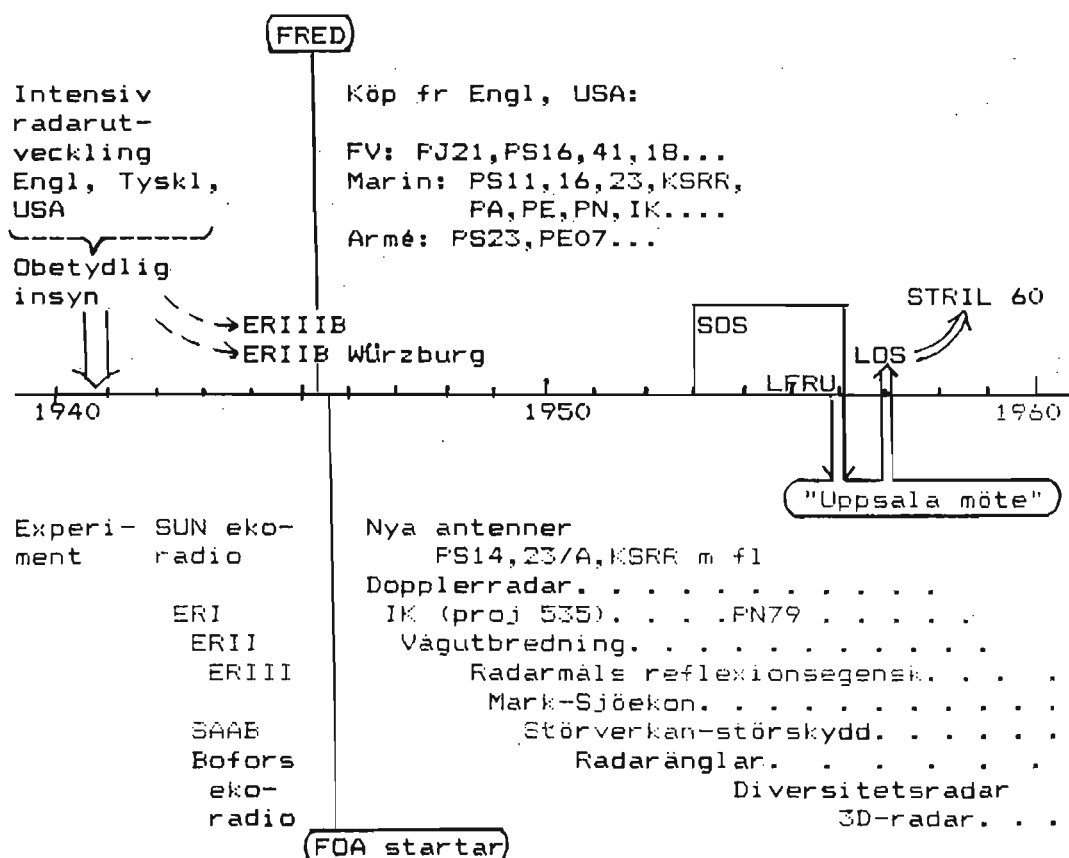 FRED
Intensiv
radarut-
veckling
Engl, Tyskl,
USA
Köp fr Engl, USA:
FV: PJ21,PS16,41,18...
Marin: PS11,16,23,KSRR,
PA,PE,PN,IK....
Armé: PS23,PE07...
Obetydlig
insyn
ERIIIB
ERIIB Würzburg
SOS
LFRU
LOS
STRIL 60
1940
1950
1960
"Uppsala möte"
Experi-
ment
SUN eko-
radio
ERI
ERII
ERIII
SAAB
Bofors
eko-
radio
Nya antenner
PS14,23/A,KSRR m fl
Dopplerradar. . . . . . . . . . .
IK (proj 535). . . . .PN79 . . . . . .
Vågutbredning. . . . . . . . . . .
Radarmåls reflexionsegensk. . . .
Mark-Sjöekon. . . . . . . . . . .
Störverkan-störskydd. . . . . .
Radaränglar. . . . . . .
Diversitetsradar
3D-radar. . .
FOA startar